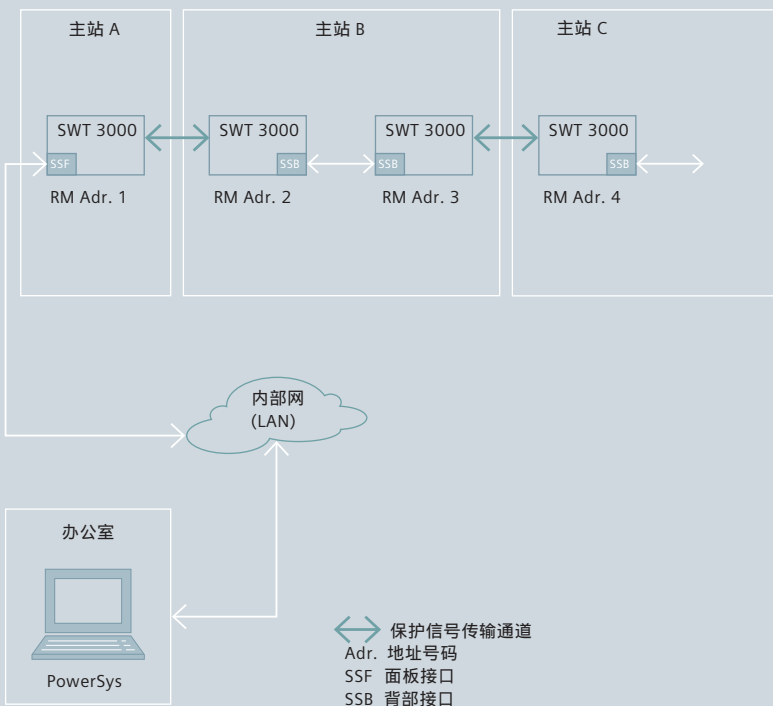 主站 A
主站 B
主站 C
SWT 3000
SWT 3000
SWT 3000
SWT 3000
SSF
SSB
SSB
SSB
RM Adr. 1
RM Adr. 2
RM Adr. 3
RM Adr. 4
内部网
(LAN)
办公室
PowerSys
保护信号传输通道
Adr. 地址号码
SSF 面板接口
SSB 背部接口